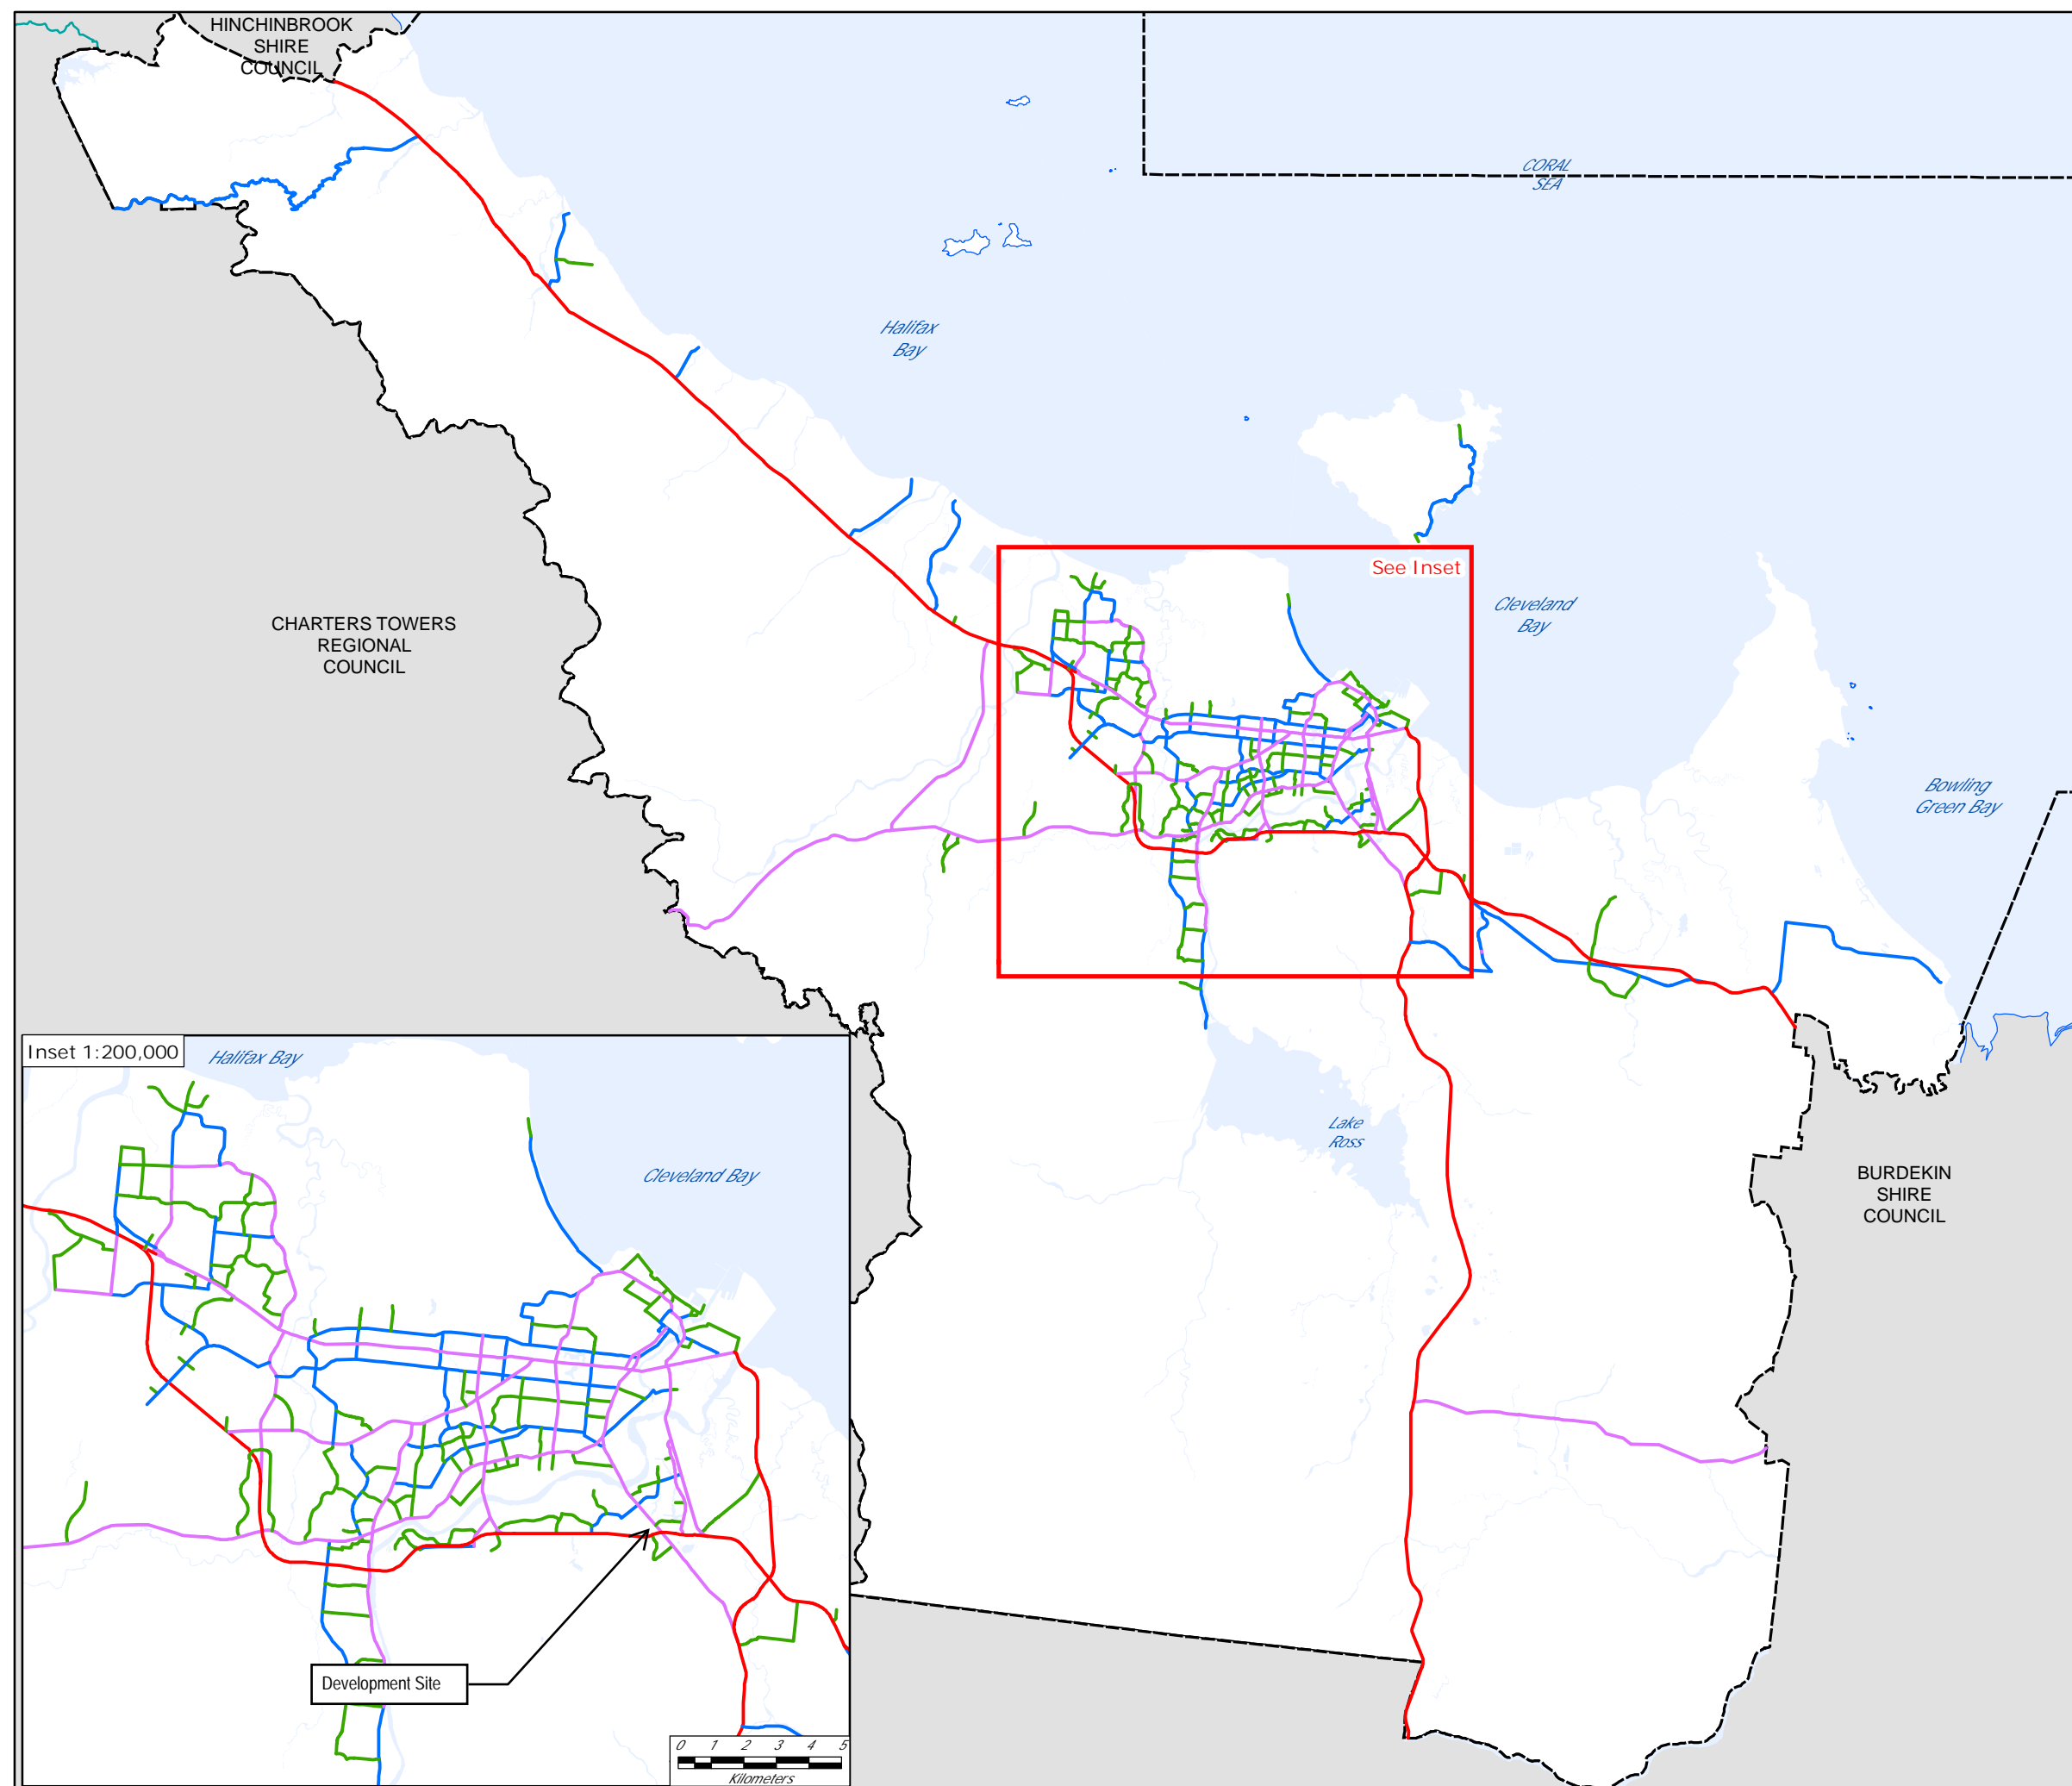 HINCHINBROOK
SHIRE
COUNCIL
CORAL
SEA
Halifax
Bay
See Inset
Cleveland
Bay
CHARTERS TOWERS
REGIONAL
COUNCIL
Bowling
Green Bay
Inset 1:200,000
Halifax Bay
Cleveland Bay
Lake
Ross
BURDEKIN
SHIRE
COUNCIL
Development Site
0 1 2 3 4 5
Kilometers